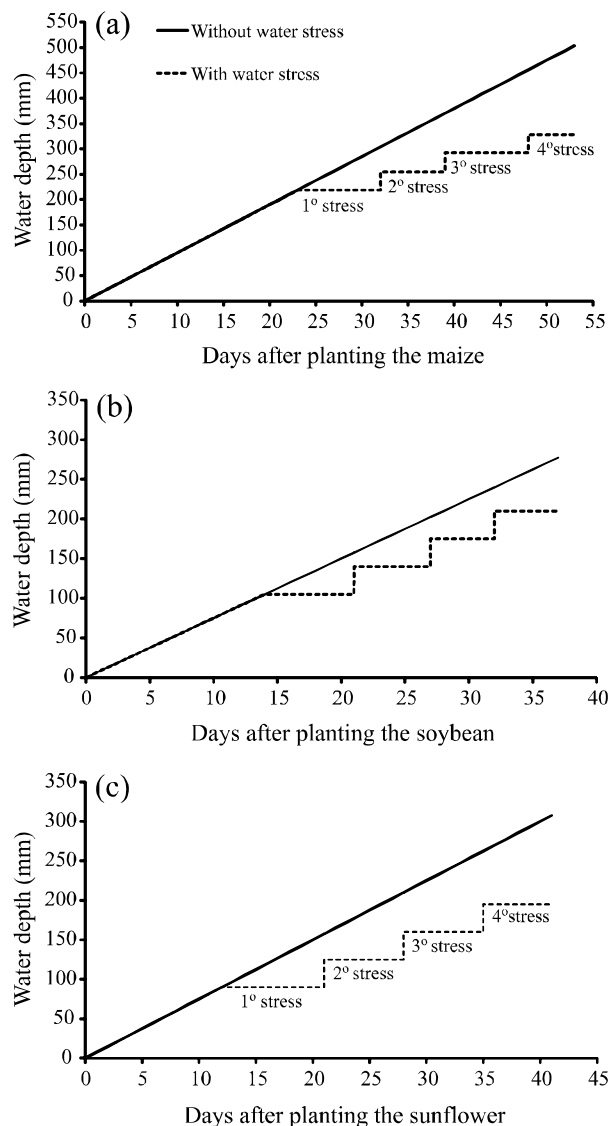 (a)
Without water stress
With water stress
550
500
450
400
350
300
250
200
150
100
50
0
Water depth (mm)
1º stress
2º stress
3º stress
4ºstress
0 5 10 15 20 25 30 35 40 45 50 55
Days after planting the maize
(b)
350
300
250
200
150
100
50
0
Water depth (mm)
0 5 10 15 20 25 30 35 40
Days after planting the soybean
(c)
350
300
250
200
150
100
50
0
Water depth (mm)
1º stress
2º stress
3º stress
4ºstress
0 5 10 15 20 25 30 35 40 45
Days after planting the sunflower